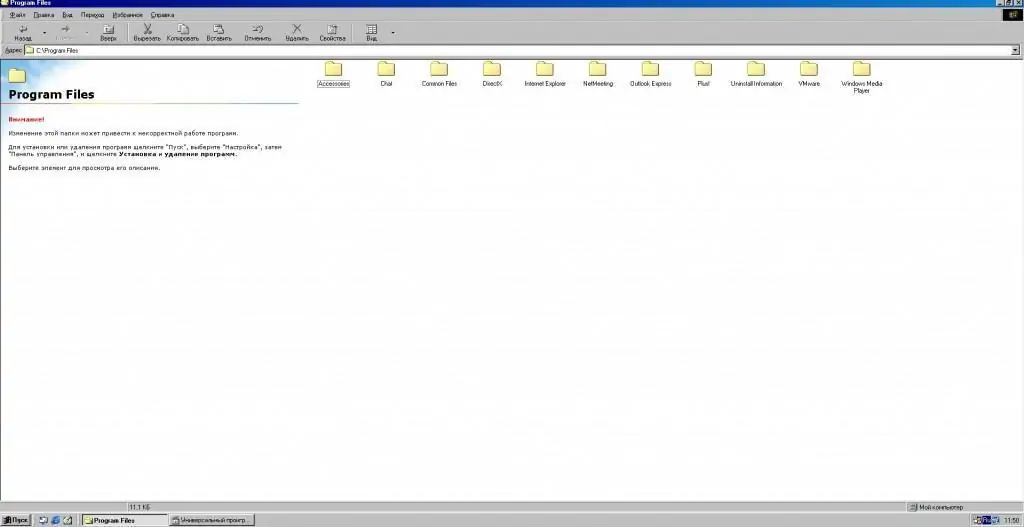 Program Files
Файл Правка Вид Переход Избранное Справка
Назад Вверх Вырезать Копировать Вставить Отменить Удалить Свойства Вид
Адрес C:\Program Files
Accessories Chat Common Files DirectX Internet Explorer NetMeeting Outlook Express Plus! Uninstall Information VMware Windows Media
Player
Program Files
Внимание!
Изменение этой папки может привести к некорректной работе программ.
Для установки или удаления программ щелкните "Пуск", выберите "Настройка", затем
"Панель управления", и щелкните Установка и удаление программ.
Выберите элемент для просмотра его описания.
11,1 КБ Мой компьютер
Пуск Program Files Универсальный проигр... Ru 11:50